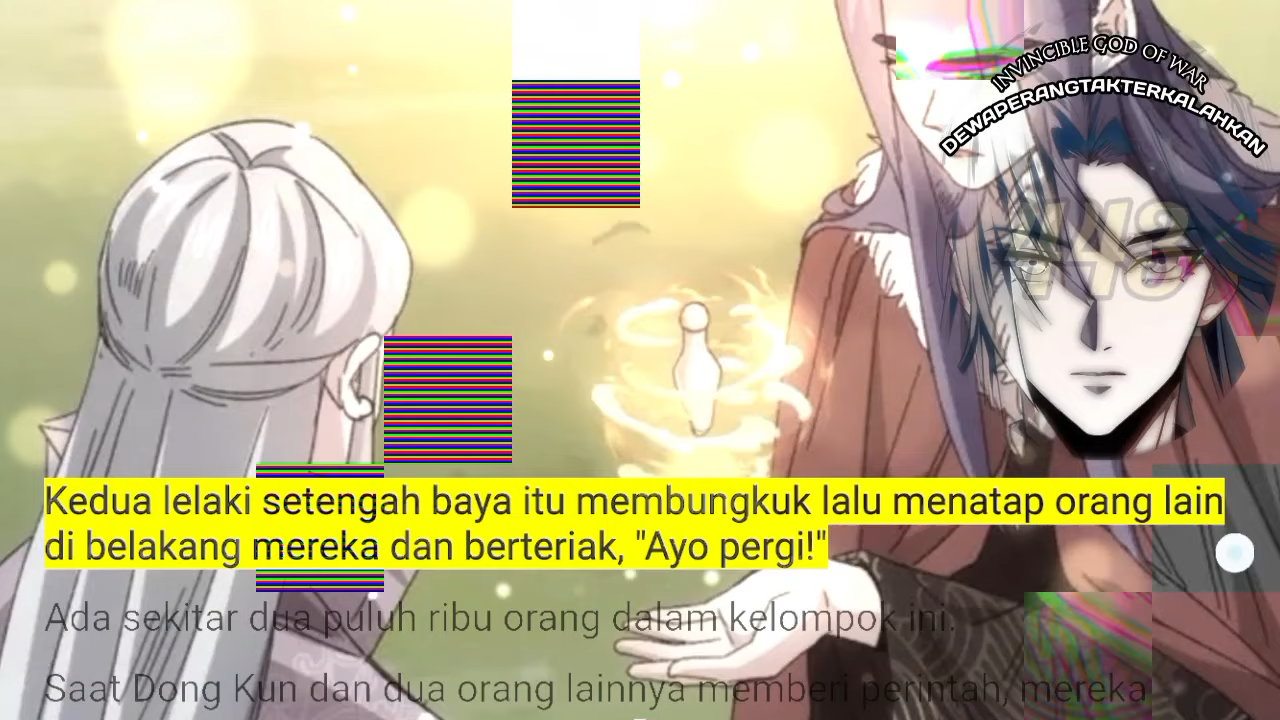 INVINCIBLE GOD OF WAR
DEWAPERANGTAKTERKALAHKAN
Kedua lelaki setengah baya itu membungkuk lalu menatap orang lain
di belakang mereka dan berteriak, "Ayo pergi!"
Ada sekitar dua puluh ribu orang dalam kelompok ini.
Saat Dong Kun dan dua orang lainnya memberi perintah, mereka